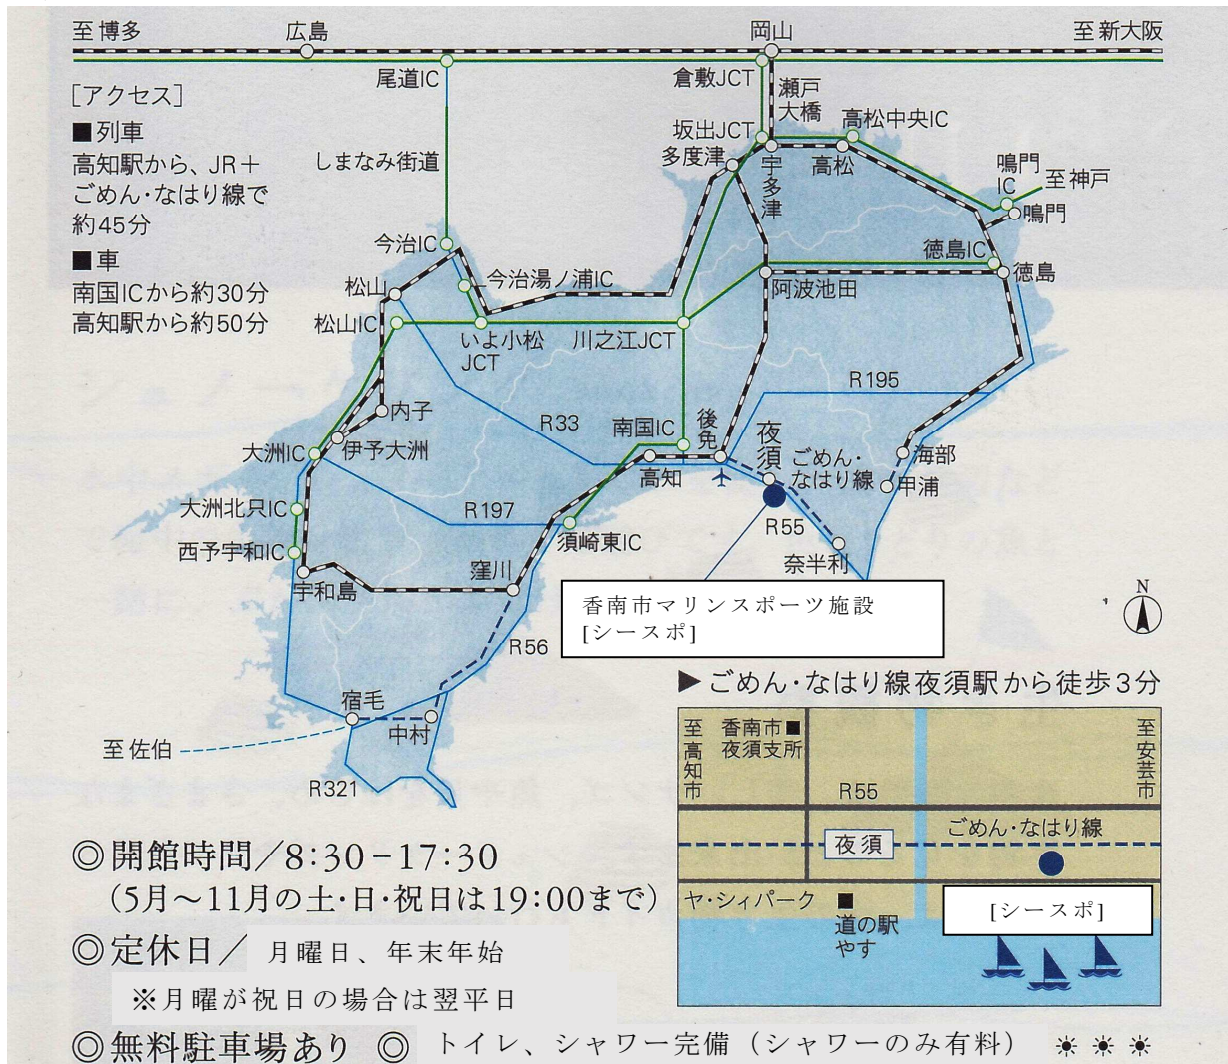 至博多
広島
岡山
至新大阪
尾道IC
倉敷JCT
瀬戸
大橋
[アクセス]
■列車
高知駅から、JR＋
ごめん・なはり線で
約45分
■車
南国ICから約30分
高知駅から約50分
しまなみ街道
坂出JCT
高松中央IC
多度津
宇多津
高松
鳴門
IC
至神戸
鳴門
今治IC
徳島IC
徳島
松山
今治湯ノ浦IC
阿波池田
松山IC
いよ小松
JCT
川之江JCT
R195
内子
R33
南国IC
後免
夜須
ごめん・
なはり線
海部
甲浦
大洲IC
伊予大洲
高知
大洲北只IC
R197
須崎東IC
R55
西予宇和IC
奈半利
宇和島
窪川
香南市マリンスポーツ施設
[シースポ]
N
R56
宿毛
中村
至佐伯
R321
▶ごめん・なはり線夜須駅から徒歩3分
至高知市
香南市■
夜須支所
至安芸市
R55
ごめん・なはり線
夜須
ヤ・シィパーク
■
道の駅
やす
[シースポ]
◎開館時間／8:30－17:30
（5月〜11月の土・日・祝日は19:00まで）
◎定休日／ 月曜日、年末年始
※月曜が祝日の場合は翌平日
◎無料駐車場あり ◎ トイレ、シャワー完備（シャワーのみ有料）